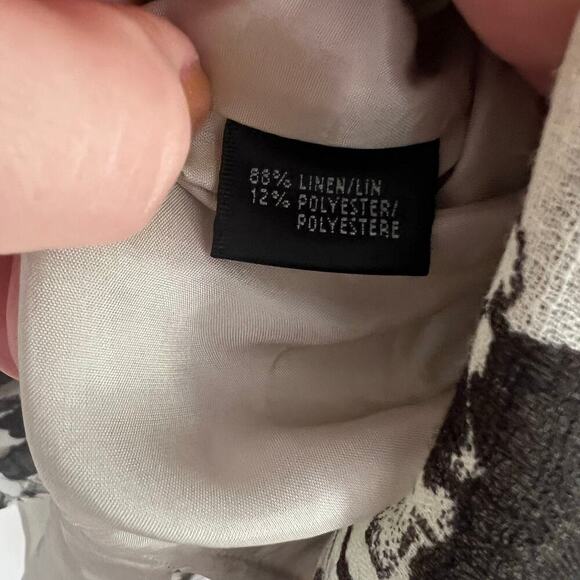 88% LINEN/LIN
12% POLYESTER/
POLYESTERE